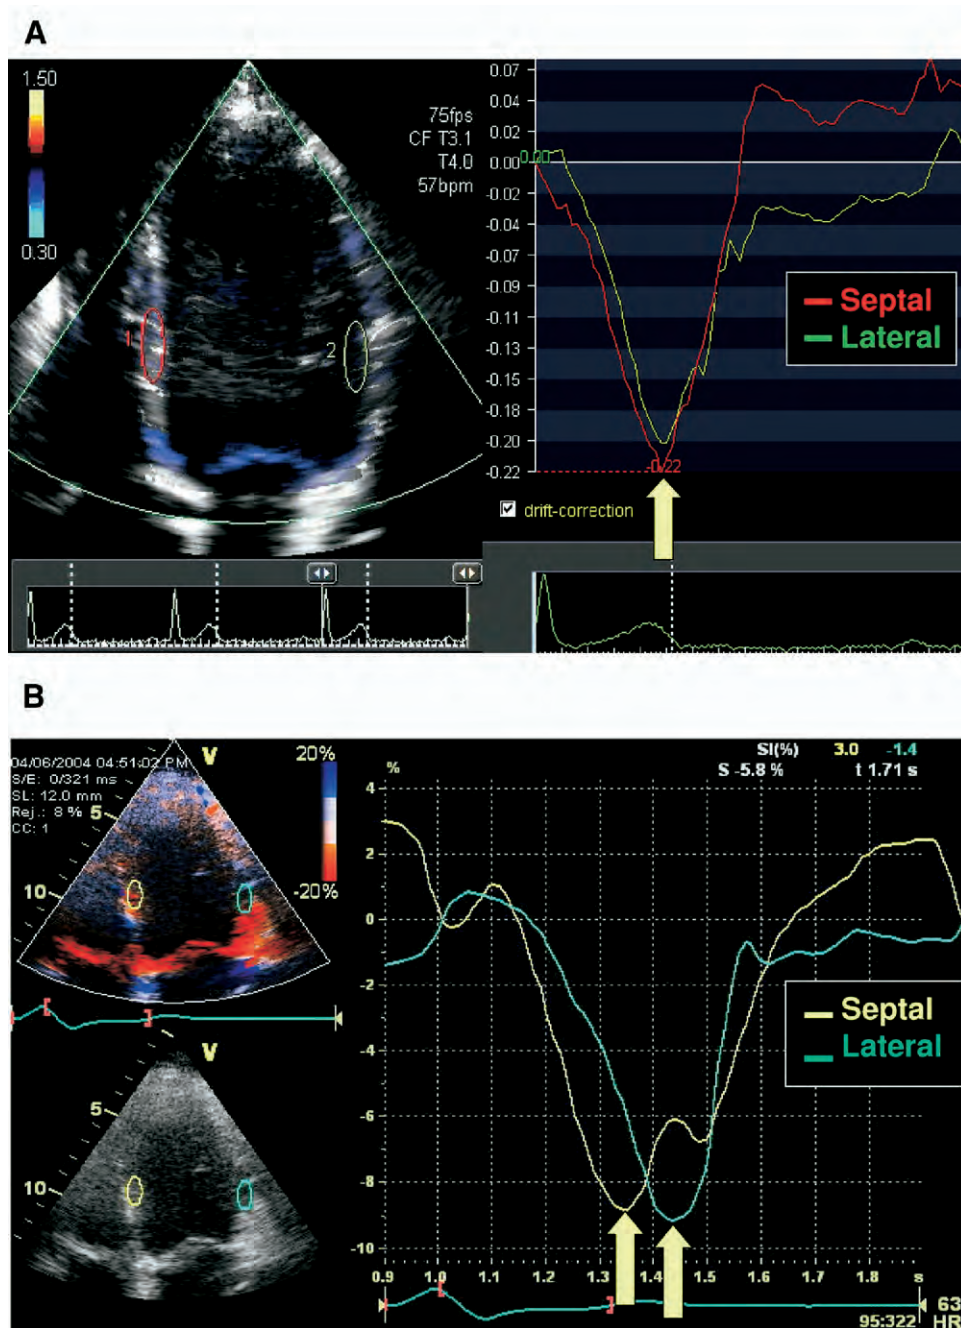 A
1.50
0.30
75fps
CF T3.1
T4.0
57bpm
1
2
0.07
0.04
0.02
0.00
-0.02
-0.04
-0.07
-0.09
-0.11
-0.13
-0.15
-0.18
-0.20
-0.22
0.00
-0.22
Septal
Lateral
drift-correction
B
04/06/2004 04:51:02 PM
S/E: 0/321 ms
SL: 12.0 mm
Rej.: 8 %
CC: 1
V
20%
-20%
5
10
V
5
10
SI(%) 3.0 -1.4
S -5.8 % t 1.71 s
%
4
2
0
-2
-4
-6
-8
-10
Septal
Lateral
0.9 1.0 1.1 1.2 1.3 1.4 1.5 1.6 1.7 1.8 s
63
95:322 HR